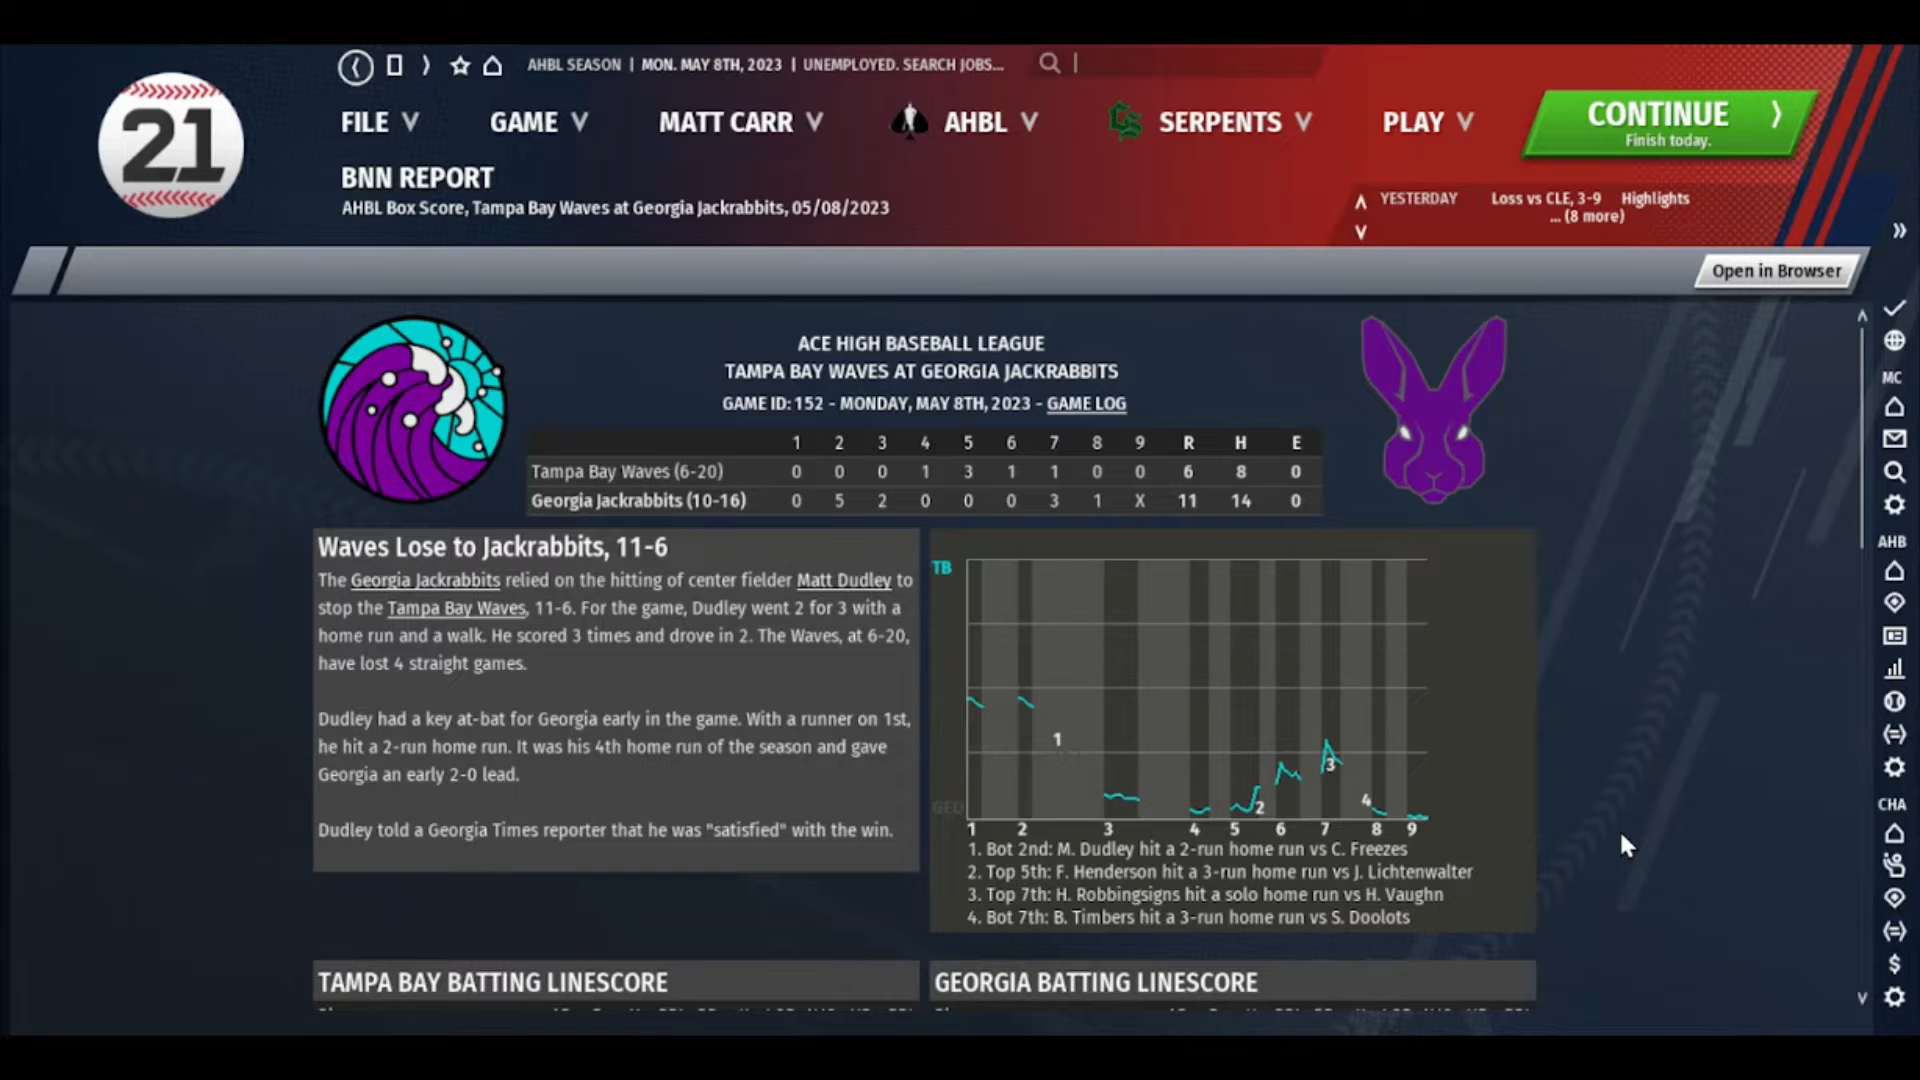 AHBL SEASON | MON. MAY 8TH, 2023 | UNEMPLOYED. SEARCH JOBS...
21
FILE GAME MATT CARR AHBL SERPENTS PLAY
CONTINUE
Finish today.
BNN REPORT
AHBL Box Score, Tampa Bay Waves at Georgia Jackrabbits, 05/08/2023
YESTERDAY Loss vs CLE, 3-9 Highlights
... (8 more)
Open in Browser
ACE HIGH BASEBALL LEAGUE
TAMPA BAY WAVES AT GEORGIA JACKRABBITS
GAME ID: 152 - MONDAY, MAY 8TH, 2023 - GAME LOG
1 2 3 4 5 6 7 8 9 R H E
Tampa Bay Waves (6-20) 0 0 0 1 3 1 1 0 0 6 8 0
Georgia Jackrabbits (10-16) 0 5 2 0 0 0 3 1 X 11 14 0
Waves Lose to Jackrabbits, 11-6
The Georgia Jackrabbits relied on the hitting of center fielder Matt Dudley to
stop the Tampa Bay Waves, 11-6. For the game, Dudley went 2 for 3 with a
home run and a walk. He scored 3 times and drove in 2. The Waves, at 6-20,
have lost 4 straight games.
Dudley had a key at-bat for Georgia early in the game. With a runner on 1st,
he hit a 2-run home run. It was his 4th home run of the season and gave
Georgia an early 2-0 lead.
Dudley told a Georgia Times reporter that he was "satisfied" with the win.
TB
1
2
3
4
GEO
1 2 3 4 5 6 7 8 9
1. Bot 2nd: M. Dudley hit a 2-run home run vs C. Freezes
2. Top 5th: F. Henderson hit a 3-run home run vs J. Lichtenwalter
3. Top 7th: H. Robbingsigns hit a solo home run vs H. Vaughn
4. Bot 7th: B. Timbers hit a 3-run home run vs S. Doolots
TAMPA BAY BATTING LINESCORE
GEORGIA BATTING LINESCORE
MC
AHB
CHA
$